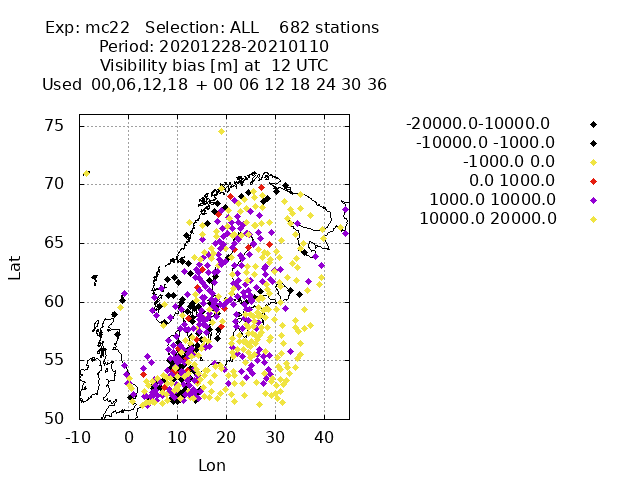 Exp: mc22 Selection: ALL 682 stations
Period: 20201228-20210110
Visibility bias [m] at 12 UTC
Used 00,06,12,18 + 00 06 12 18 24 30 36
-20000.0-10000.0
-10000.0 -1000.0
-1000.0 0.0
0.0 1000.0
1000.0 10000.0
10000.0 20000.0
75
70
65
60
55
50
Lat
-10 0 10 20 30 40
Lon